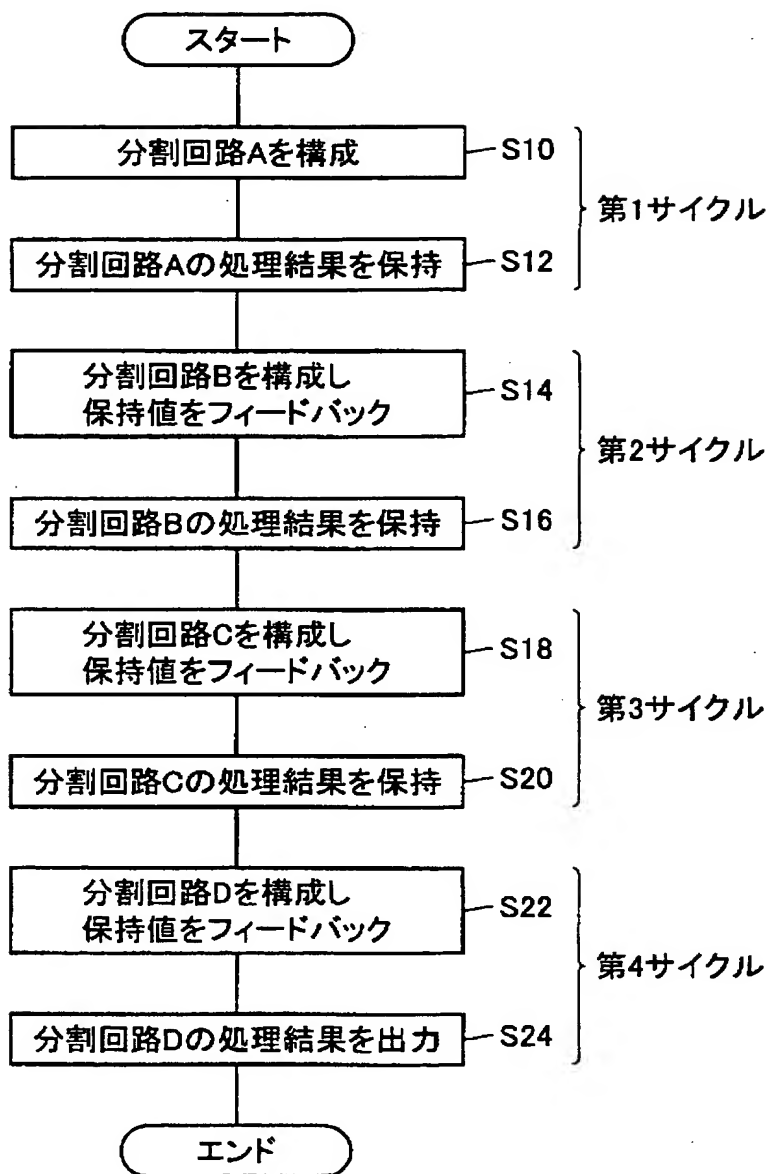 スタート
分割回路Aを構成
S10
第1サイクル
分割回路Aの処理結果を保持
S12
分割回路Bを構成し
保持値をフィードバック
S14
第2サイクル
分割回路Bの処理結果を保持
S16
分割回路Cを構成し
保持値をフィードバック
S18
第3サイクル
分割回路Cの処理結果を保持
S20
分割回路Dを構成し
保持値をフィードバック
S22
第4サイクル
分割回路Dの処理結果を出力
S24
エンド